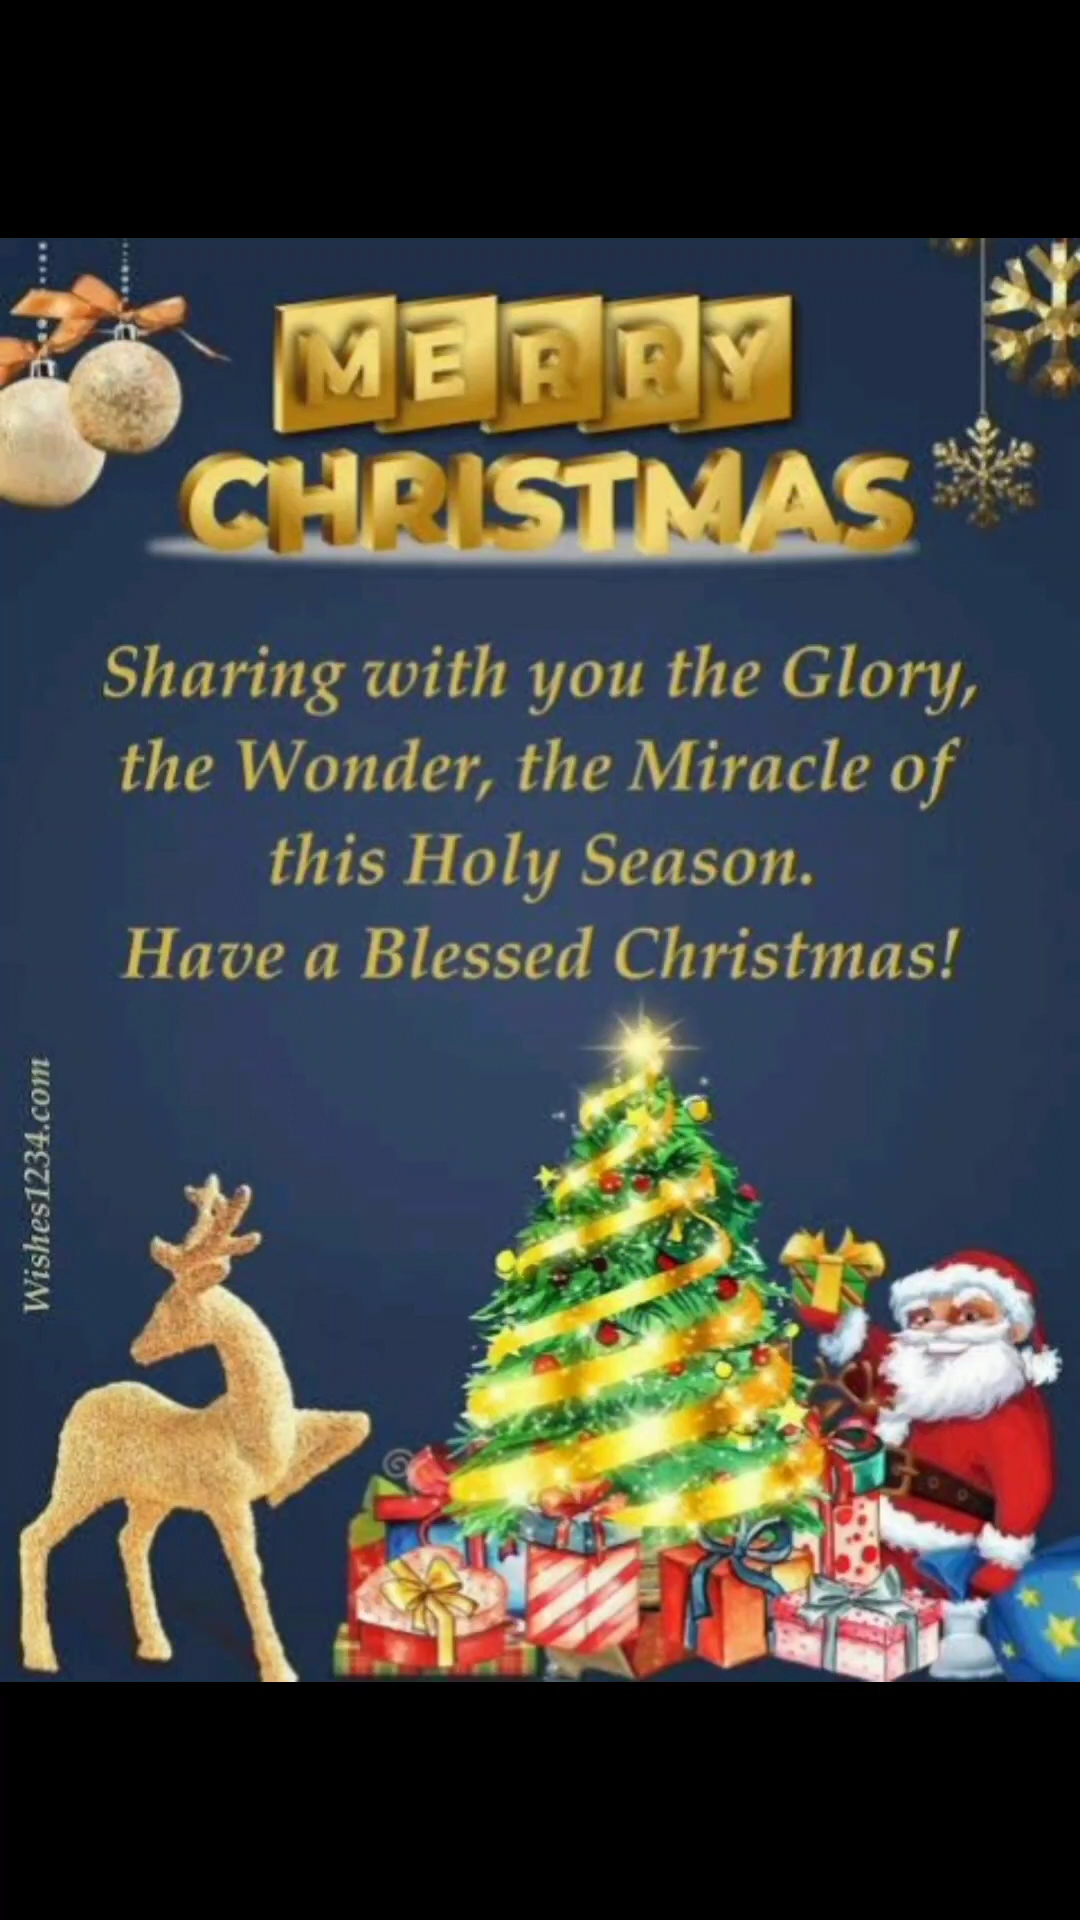 MERRY
CHRISTMAS
Sharing with you the Glory,
the Wonder, the Miracle of
this Holy Season.
Have a Blessed Christmas!
Wishes1234.com